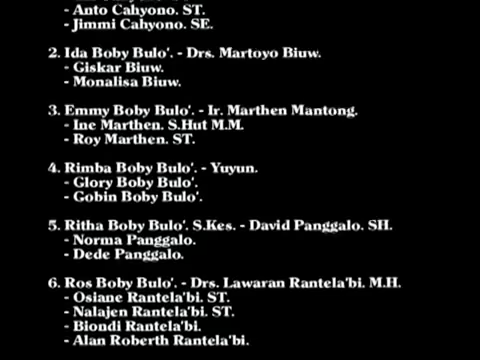 - Anto Cahyono. ST.
- Jimmi Cahyono. SE.
2. Ida Boby Bulo'. - Drs. Martoyo Biuw.
- Giskar Biuw.
- Monalisa Biuw.
3. Emmy Boby Bulo'. - Ir. Marthen Mantong.
- Ine Marthen. S.Hut M.M.
- Roy Marthen. ST.
4. Rimba Boby Bulo'. - Yuyun.
- Glory Boby Bulo'.
- Gobin Boby Bulo'.
5. Ritha Boby Bulo'. S.Kes. - David Panggalo. SH.
- Norma Panggalo.
- Dede Panggalo.
6. Ros Boby Bulo'. - Drs. Lawaran Rantela'bi. M.H.
- Osiane Rantela'bi. ST.
- Nalajen Rantela'bi. ST.
- Biondi Rantela'bi.
- Alan Roberth Rantela'bi.